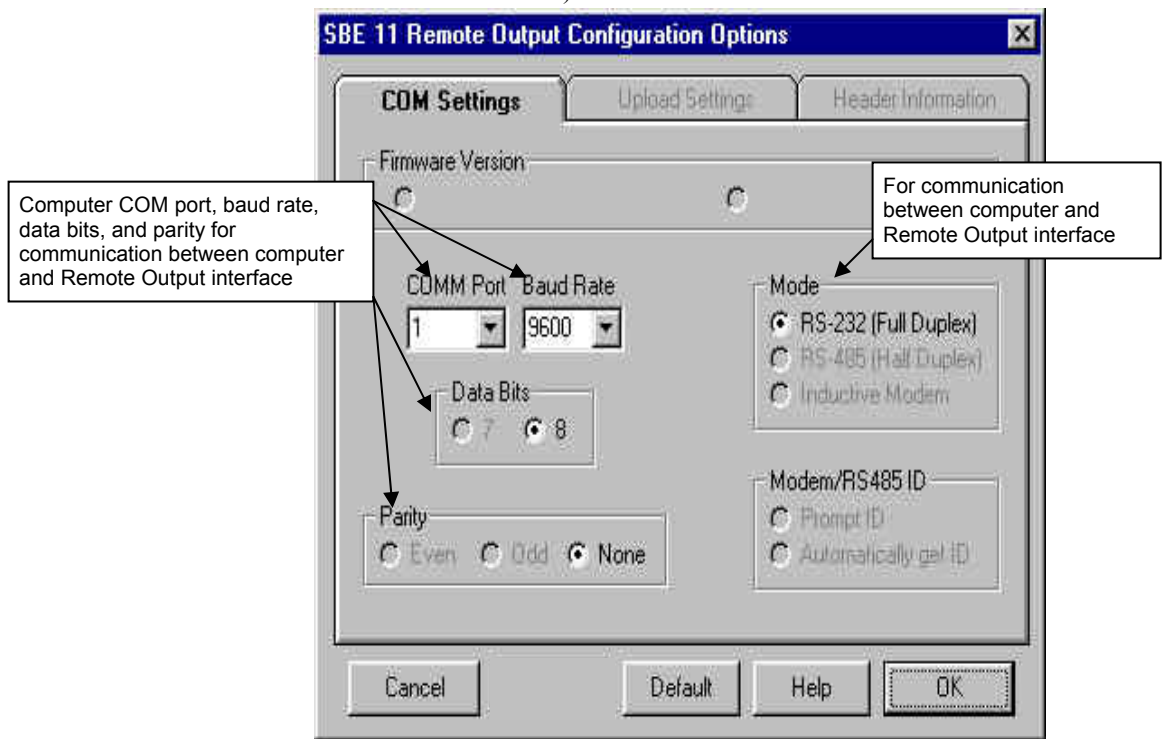 SBE 11 Remote Output Configuration Options
COM Settings
Upload Settings
Header Information
Firmware Version
Computer COM port, baud rate,
data bits, and parity for
communication between computer
and Remote Output interface
For communication
between computer and
Remote Output interface
COMM Port Baud Rate
1 9600
Mode
RS-232 (Full Duplex)
RS-485 (Half Duplex)
Inductive Modem
Data Bits
7 8
Modem/RS485 ID
Prompt ID
Automatically get ID
Parity
Even Odd None
Cancel Default Help OK